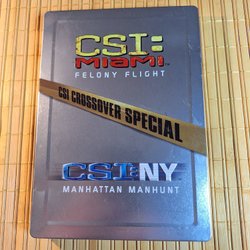 CSI:
MIAMI
FELONY FLIGHT
CSI CROSSOVER SPECIAL
CSI:NY
MANHATTAN MANHUNT